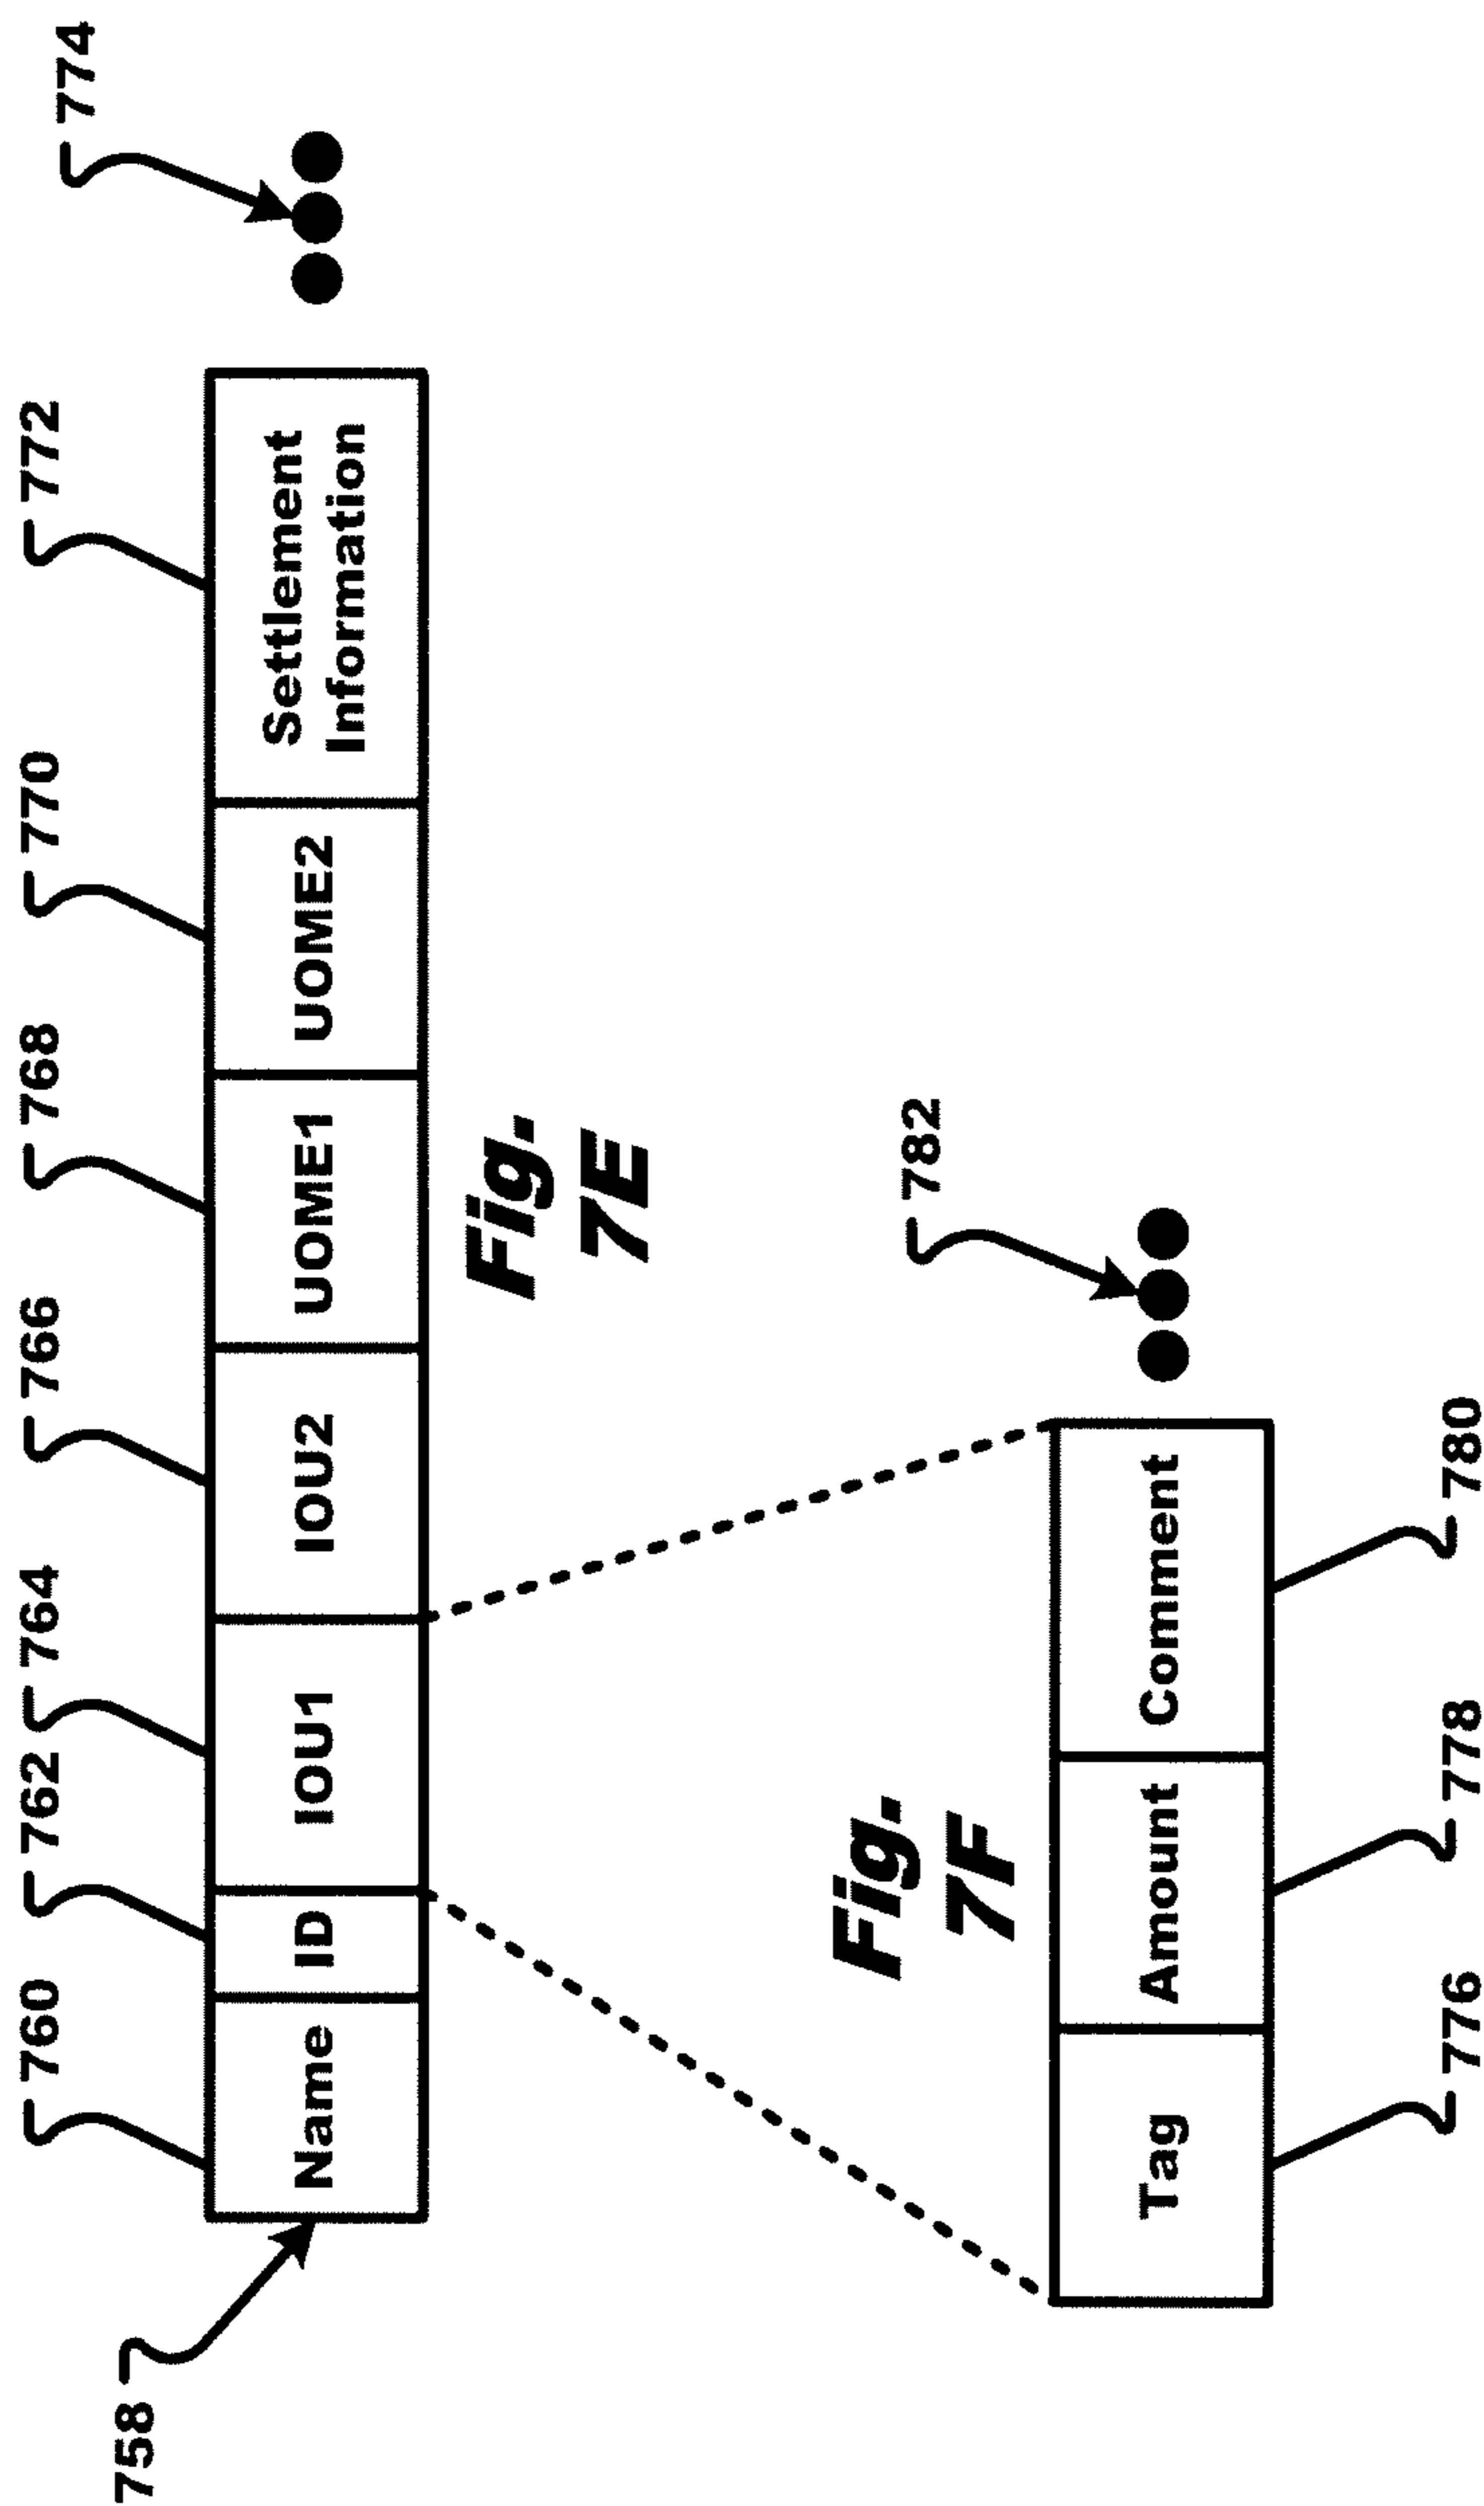 758
760
762
764
766
768
770
772
774
Name
ID
IOU1
IOU2
UOME1
UOME2
Settlement
Information
Fig.
7E
782
Fig.
7F
Tag
Amount
Comment
776
778
780